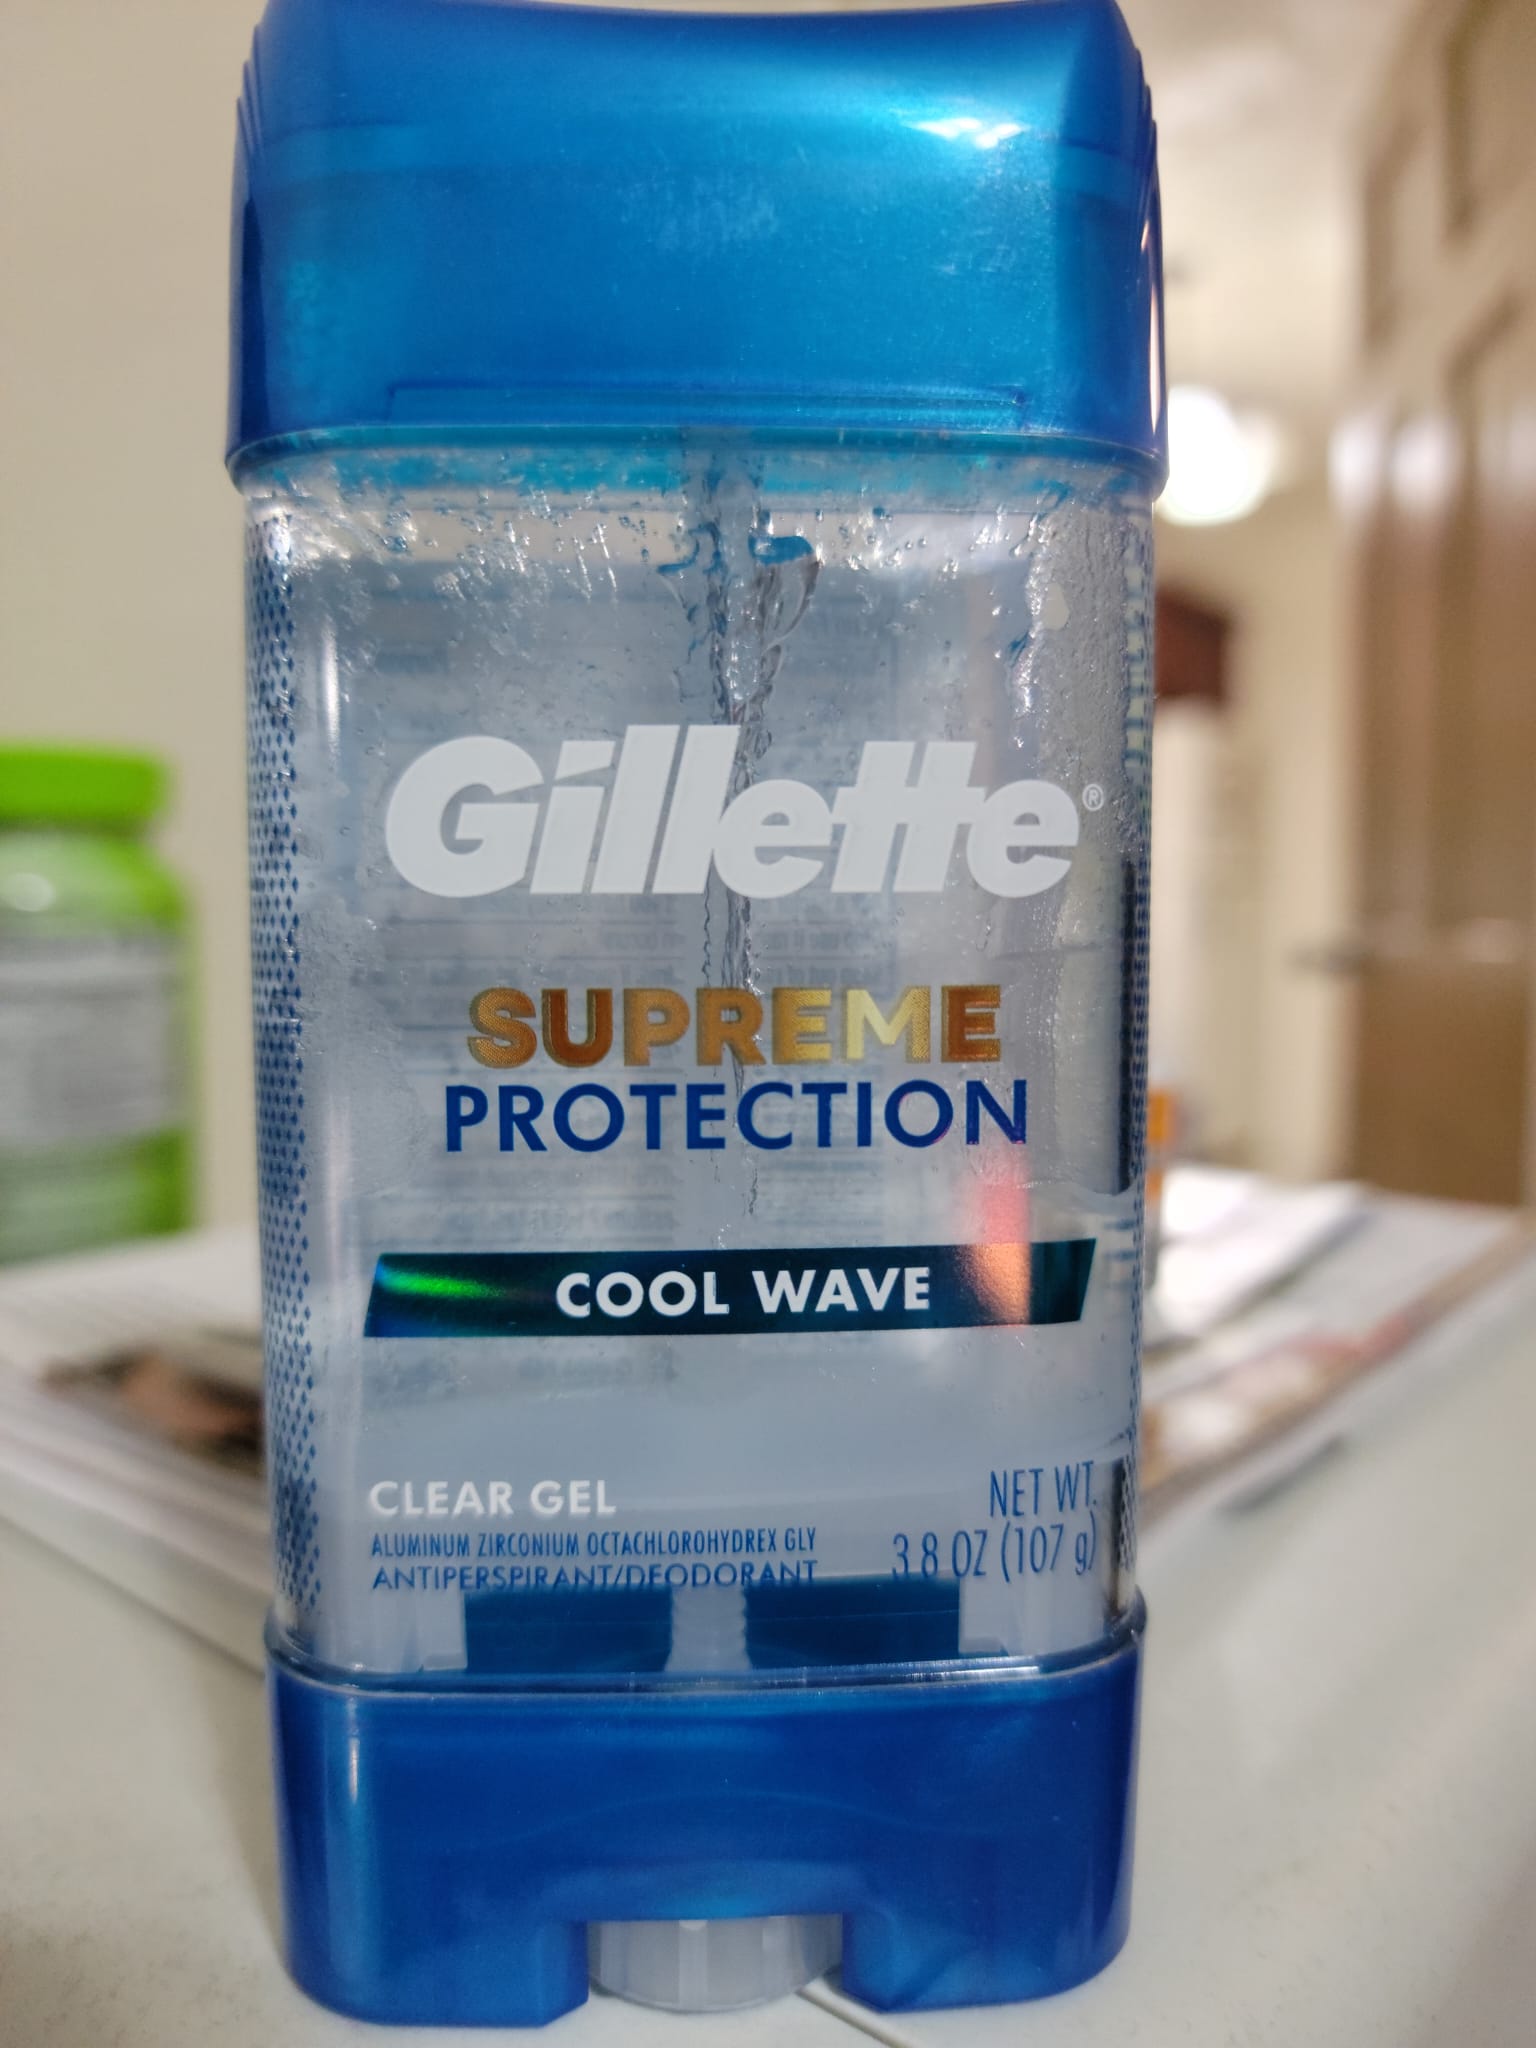 Gillette®
SUPREME
PROTECTION
COOL WAVE
CLEAR GEL
ALUMINUM ZIRCONIUM OCTACHLOROHYDREX GLY
ANTIPERSPIRANT/DEODORANT
NET WT.
3.8 OZ (107 g)